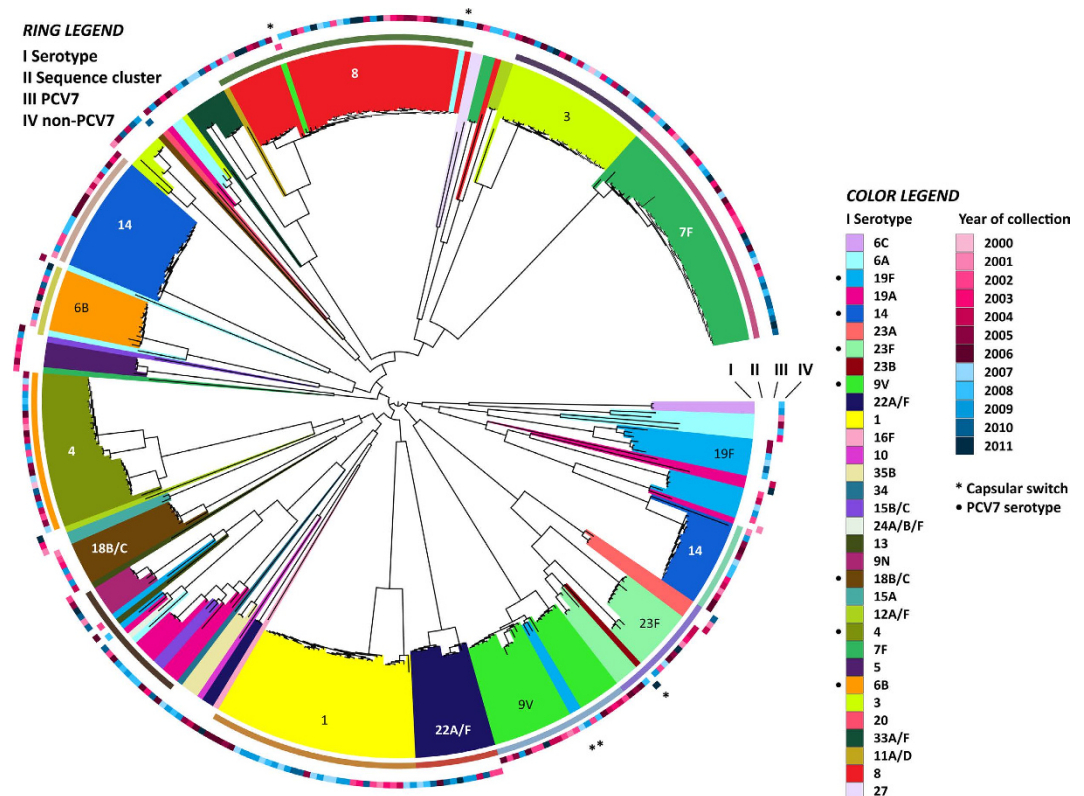 RING LEGEND
I Serotype
II Sequence cluster
III PCV7
IV non-PCV7
*
*
8
3
7F
14
6B
4
18B/C
1
22A/F
9V
23F
14
19F
I II III IV
*
**
COLOR LEGEND
I Serotype
6C
6A
• 19F
19A
• 14
23A
• 23F
23B
• 9V
22A/F
1
16F
10
35B
34
15B/C
24A/B/F
13
9N
• 18B/C
15A
12A/F
• 4
7F
5
• 6B
3
20
33A/F
11A/D
8
27
Year of collection
2000
2001
2002
2003
2004
2005
2006
2007
2008
2009
2010
2011
* Capsular switch
• PCV7 serotype